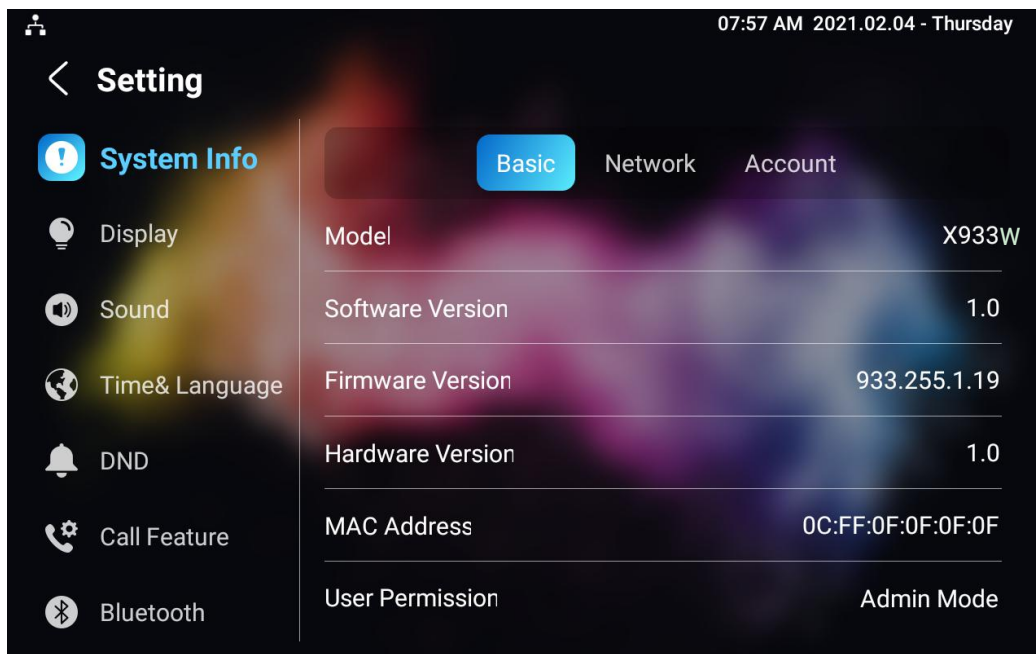 07:57 AM 2021.02.04 - Thursday
Setting
System Info
Display
Sound
Time& Language
DND
Call Feature
Bluetooth
Basic Network Account
Model X933W
Software Version 1.0
Firmware Version 933.255.1.19
Hardware Version 1.0
MAC Address 0C:FF:0F:0F:0F:0F
User Permission Admin Mode